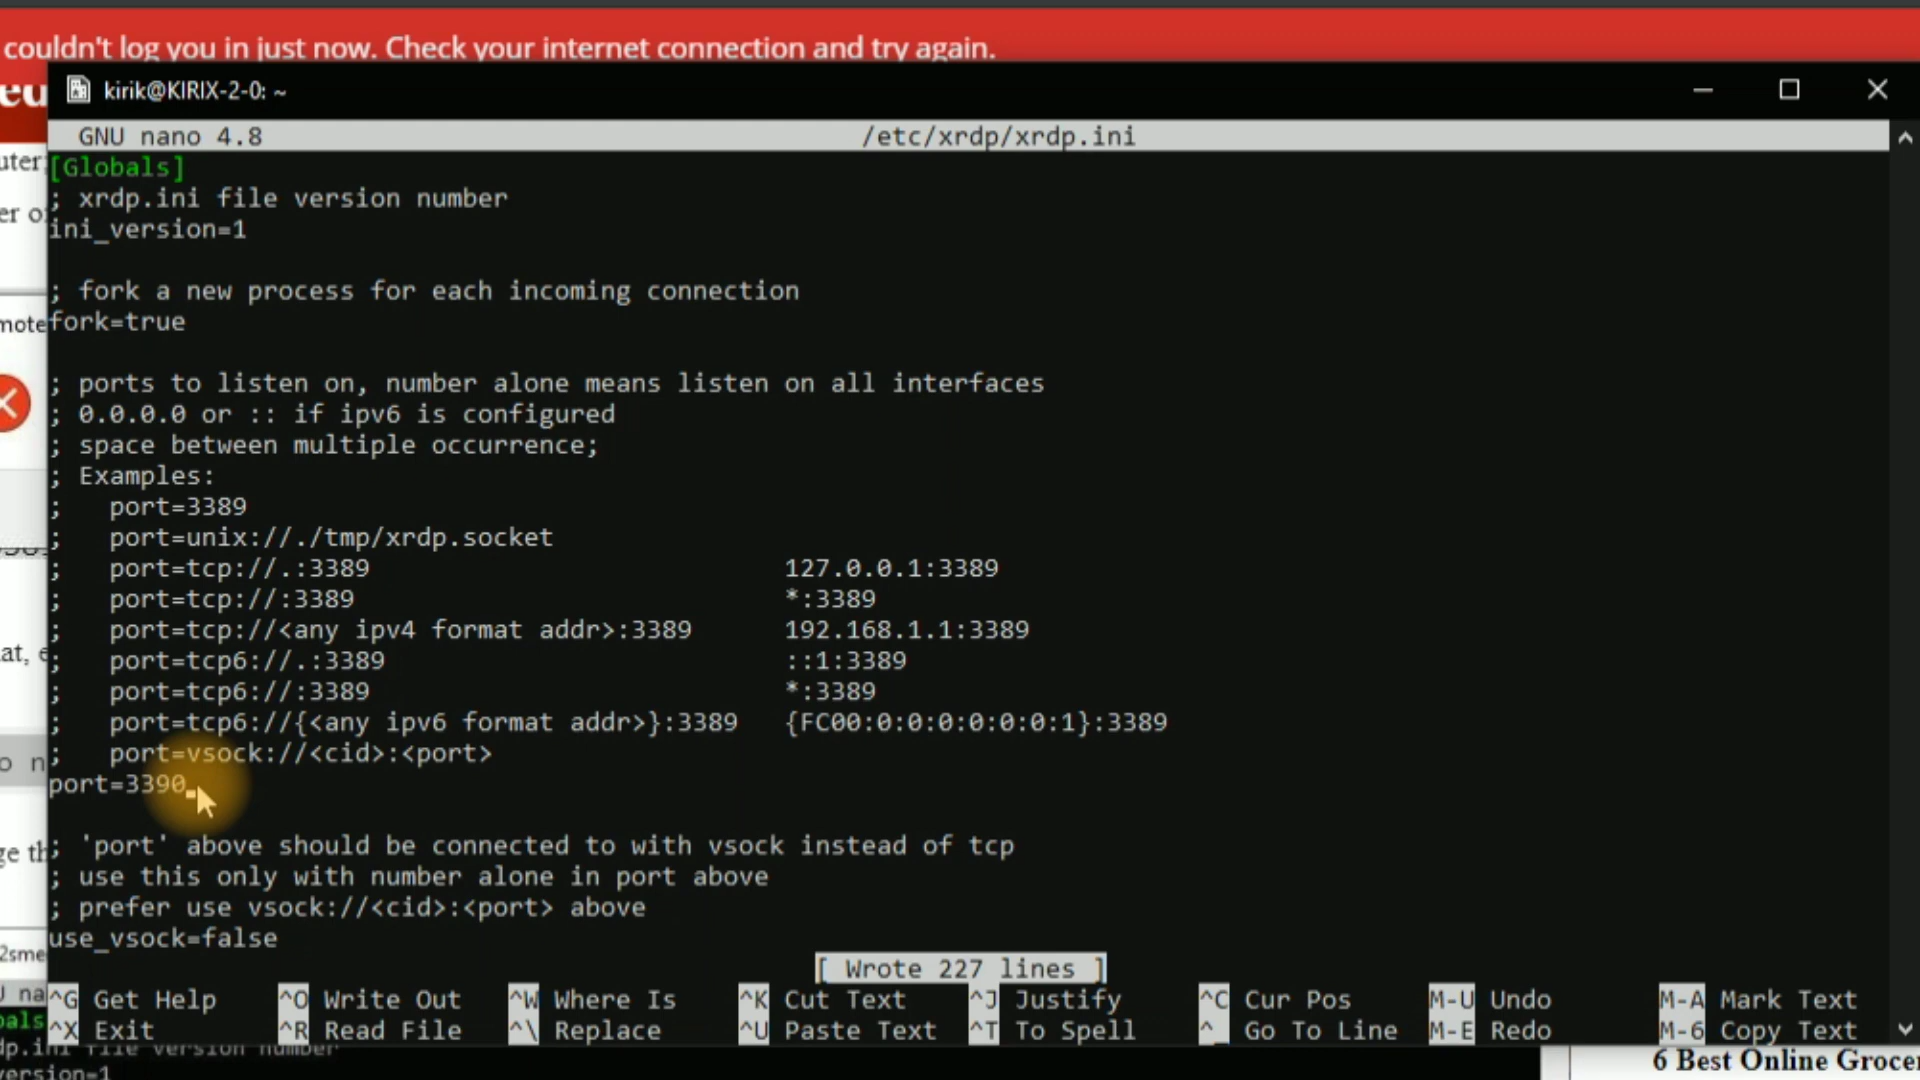 couldn't log you in just now. Check your internet connection and try again.
kirik@KIRIX-2-0: ~
GNU nano 4.8 /etc/xrdp/xrdp.ini
[Globals]
; xrdp.ini file version number
ini_version=1
; fork a new process for each incoming connection
fork=true
; ports to listen on, number alone means listen on all interfaces
; 0.0.0.0 or :: if ipv6 is configured
; space between multiple occurrence;
; Examples:
; port=3389
; port=unix://./tmp/xrdp.socket
; port=tcp://.:3389 127.0.0.1:3389
; port=tcp://:3389 *:3389
; port=tcp://<any ipv4 format addr>:3389 192.168.1.1:3389
; port=tcp6://.:3389 ::1:3389
; port=tcp6://:3389 *:3389
; port=tcp6://{<any ipv6 format addr>}:3389 {FC00:0:0:0:0:0:0:1}:3389
; port=vsock://<cid>:<port>
port=3390
; 'port' above should be connected to with vsock instead of tcp
; use this only with number alone in port above
; prefer use vsock://<cid>:<port> above
use_vsock=false
[ Wrote 227 lines ]
^G Get Help ^O Write Out ^W Where Is ^K Cut Text ^J Justify ^C Cur Pos M-U Undo M-A Mark Text
^X Exit ^R Read File ^\ Replace ^U Paste Text ^T To Spell ^_ Go To Line M-E Redo M-6 Copy Text
file version number
version=1
6 Best Online Grocer